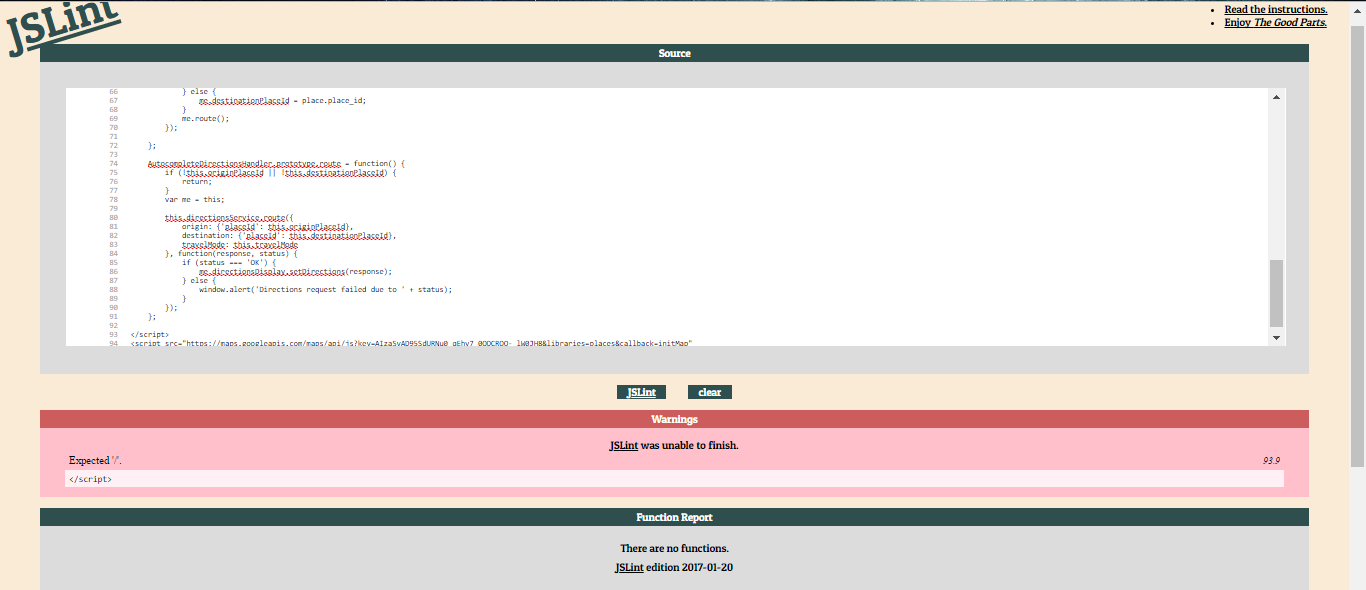 JSLint
Read the instructions.
Enjoy The Good Parts.
Source
66 } else {
67 me.destinationPlaceId = place.place_id;
68 }
69 me.route();
70 });
71
72 };
73
74 AutocompleteDirectionsHandler.prototype.route = function() {
75 if (!this.originPlaceId || !this.destinationPlaceId) {
76 return;
77 }
78 var me = this;
79
80 this.directionsService.route({
81 origin: {'placeId': this.originPlaceId},
82 destination: {'placeId': this.destinationPlaceId},
83 travelMode: this.travelMode
84 }, function(response, status) {
85 if (status === 'OK') {
86 me.directionsDisplay.setDirections(response);
87 } else {
88 window.alert('Directions request failed due to ' + status);
89 }
90 });
91 };
92
93 </script>
94 <script src="https://maps.googleapis.com/maps/api/js?key=&libraries=places&callback=initMap"
JSLint clear
Warnings
JSLint was unable to finish.
Expected '/'. 93.9
</script>
Function Report
There are no functions.
JSLint edition 2017-01-20